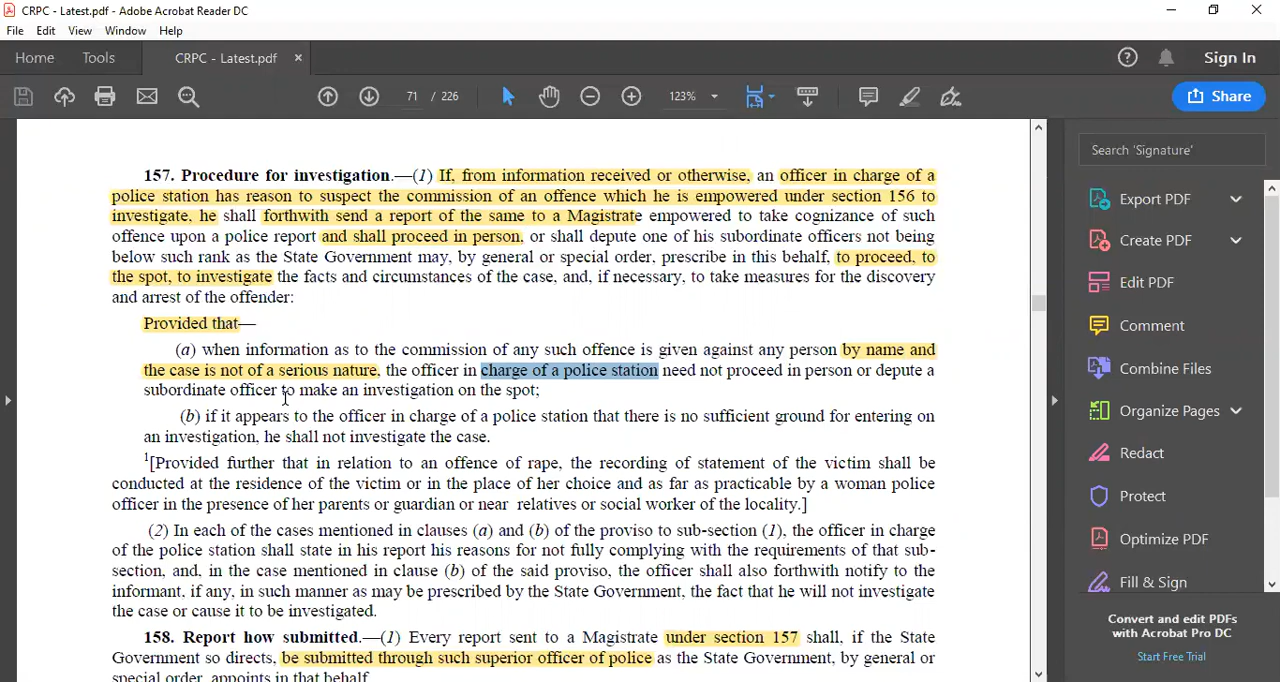 CRPC - Latest.pdf - Adobe Acrobat Reader DC
File Edit View Window Help
Home Tools CRPC - Latest.pdf × Sign In
71 / 226 123% Share
157. Procedure for investigation.—(1) If, from information received or otherwise, an officer in charge of a
police station has reason to suspect the commission of an offence which he is empowered under section 156 to
investigate, he shall forthwith send a report of the same to a Magistrate empowered to take cognizance of such
offence upon a police report and shall proceed in person, or shall depute one of his subordinate officers not being
below such rank as the State Government may, by general or special order, prescribe in this behalf, to proceed, to
the spot, to investigate the facts and circumstances of the case, and, if necessary, to take measures for the discovery
and arrest of the offender:
Provided that—
(a) when information as to the commission of any such offence is given against any person by name and
the case is not of a serious nature, the officer in charge of a police station need not proceed in person or depute a
subordinate officer to make an investigation on the spot;
(b) if it appears to the officer in charge of a police station that there is no sufficient ground for entering on
an investigation, he shall not investigate the case.
1[Provided further that in relation to an offence of rape, the recording of statement of the victim shall be
conducted at the residence of the victim or in the place of her choice and as far as practicable by a woman police
officer in the presence of her parents or guardian or near relatives or social worker of the locality.]
(2) In each of the cases mentioned in clauses (a) and (b) of the proviso to sub-section (1), the officer in charge
of the police station shall state in his report his reasons for not fully complying with the requirements of that sub-
section, and, in the case mentioned in clause (b) of the said proviso, the officer shall also forthwith notify to the
informant, if any, in such manner as may be prescribed by the State Government, the fact that he will not investigate
the case or cause it to be investigated.
158. Report how submitted.—(1) Every report sent to a Magistrate under section 157 shall, if the State
Government so directs, be submitted through such superior officer of police as the State Government, by general or
special order, appoints in that behalf
Search 'Signature'
Export PDF
Create PDF
Edit PDF
Comment
Combine Files
Organize Pages
Redact
Protect
Optimize PDF
Fill & Sign
Convert and edit PDFs
with Acrobat Pro DC
Start Free Trial